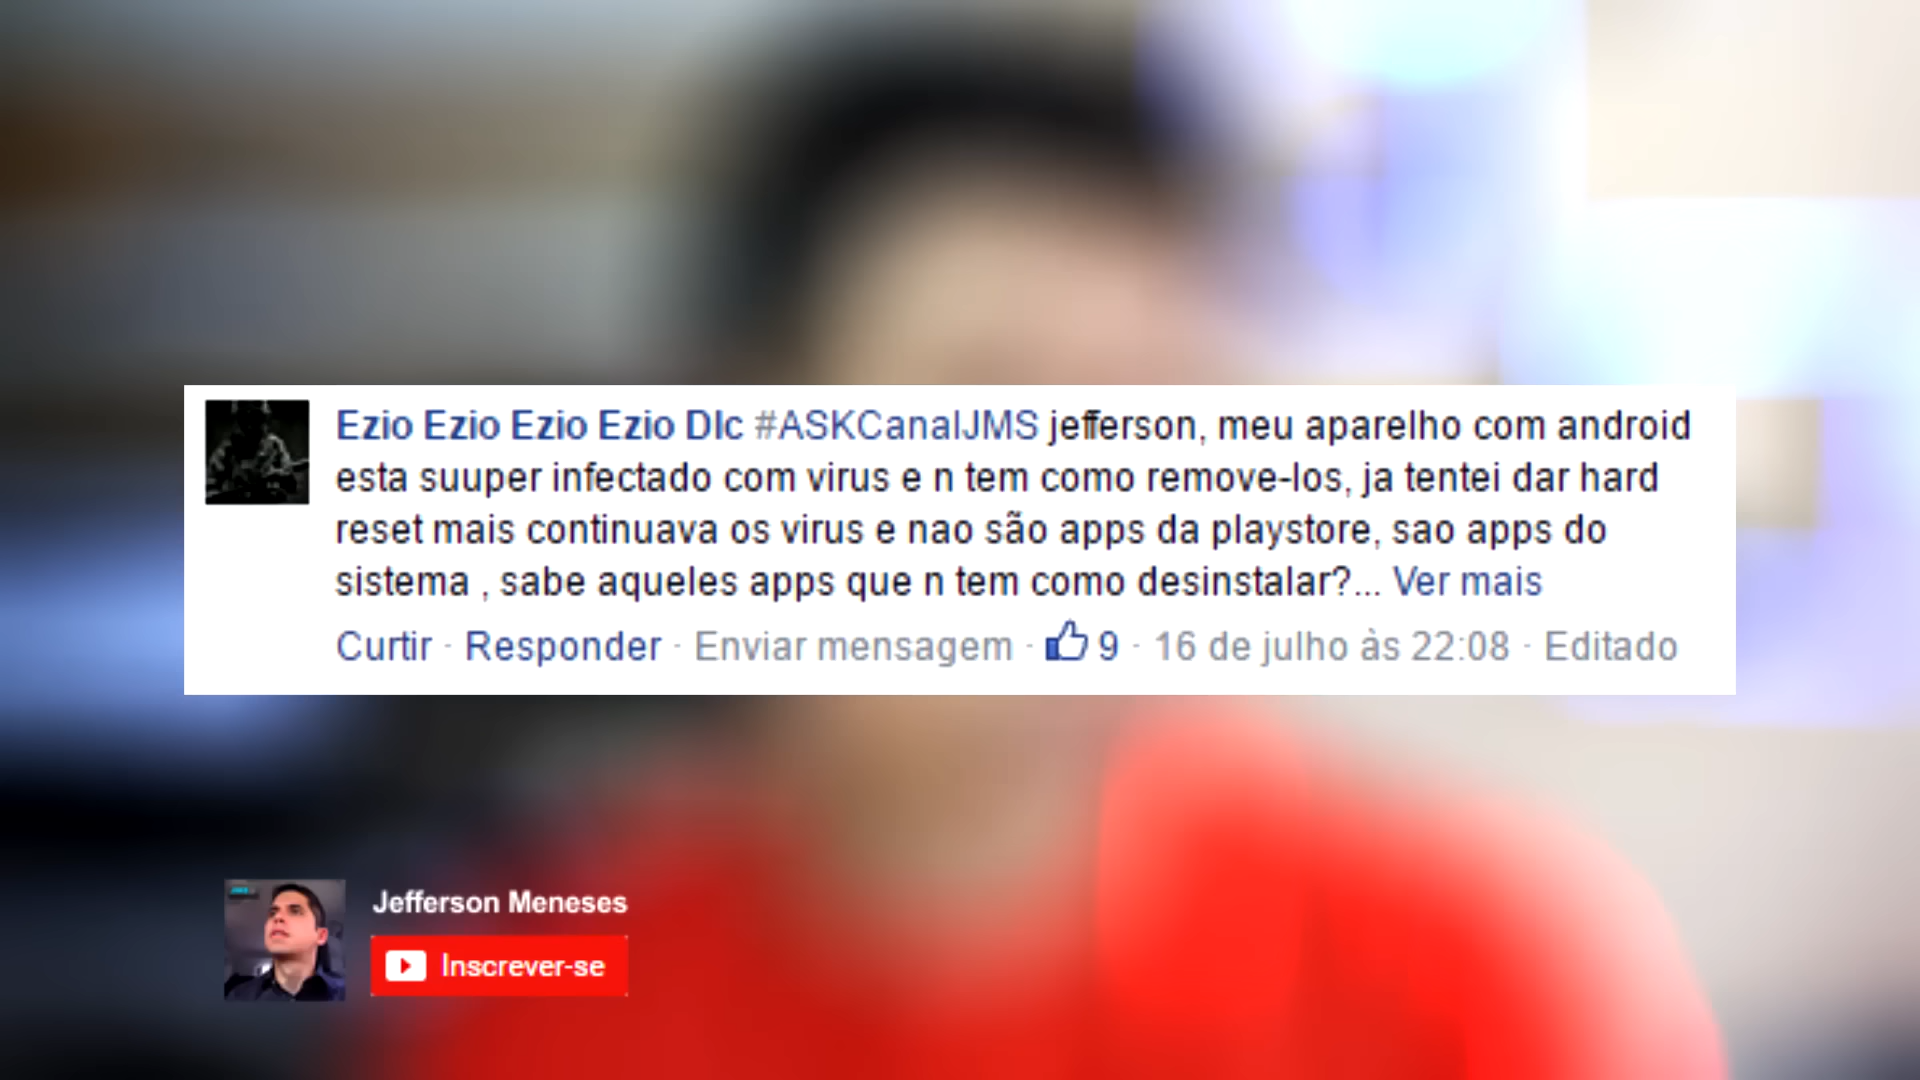 Ezio Ezio Ezio Ezio Dlc #ASKCanalJMS jefferson, meu aparelho com android
esta suuper infectado com virus e n tem como remove-los, ja tentei dar hard
reset mais continuava os virus e nao são apps da playstore, sao apps do
sistema , sabe aqueles apps que n tem como desinstalar?... Ver mais
Curtir · Responder · Enviar mensagem · 9 · 16 de julho às 22:08 · Editado
Jefferson Meneses
Inscrever-se